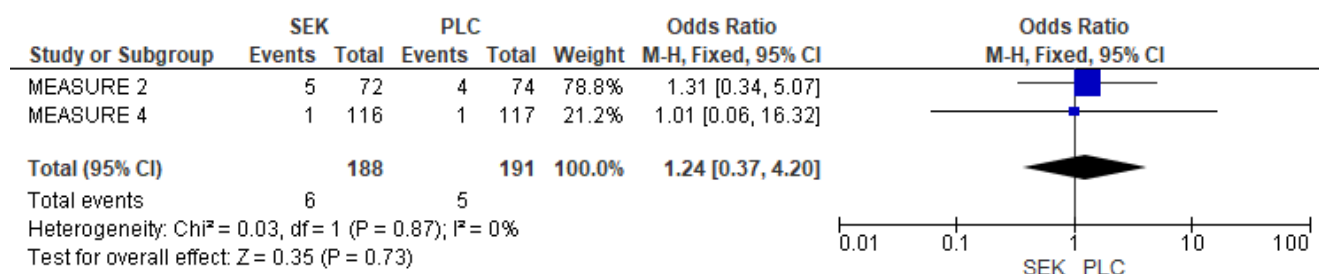 SEK PLC Odds Ratio Odds Ratio
Study or Subgroup Events Total Events Total Weight M-H, Fixed, 95% CI M-H, Fixed, 95% CI
MEASURE 2 5 72 4 74 78.8% 1.31 [0.34, 5.07]
MEASURE 4 1 116 1 117 21.2% 1.01 [0.06, 16.32]
Total (95% CI) 188 191 100.0% 1.24 [0.37, 4.20]
Total events 6 5
Heterogeneity: Chi² = 0.03, df = 1 (P = 0.87); I² = 0%
Test for overall effect: Z = 0.35 (P = 0.73)
0.01 0.1 1 10 100
SEK PLC